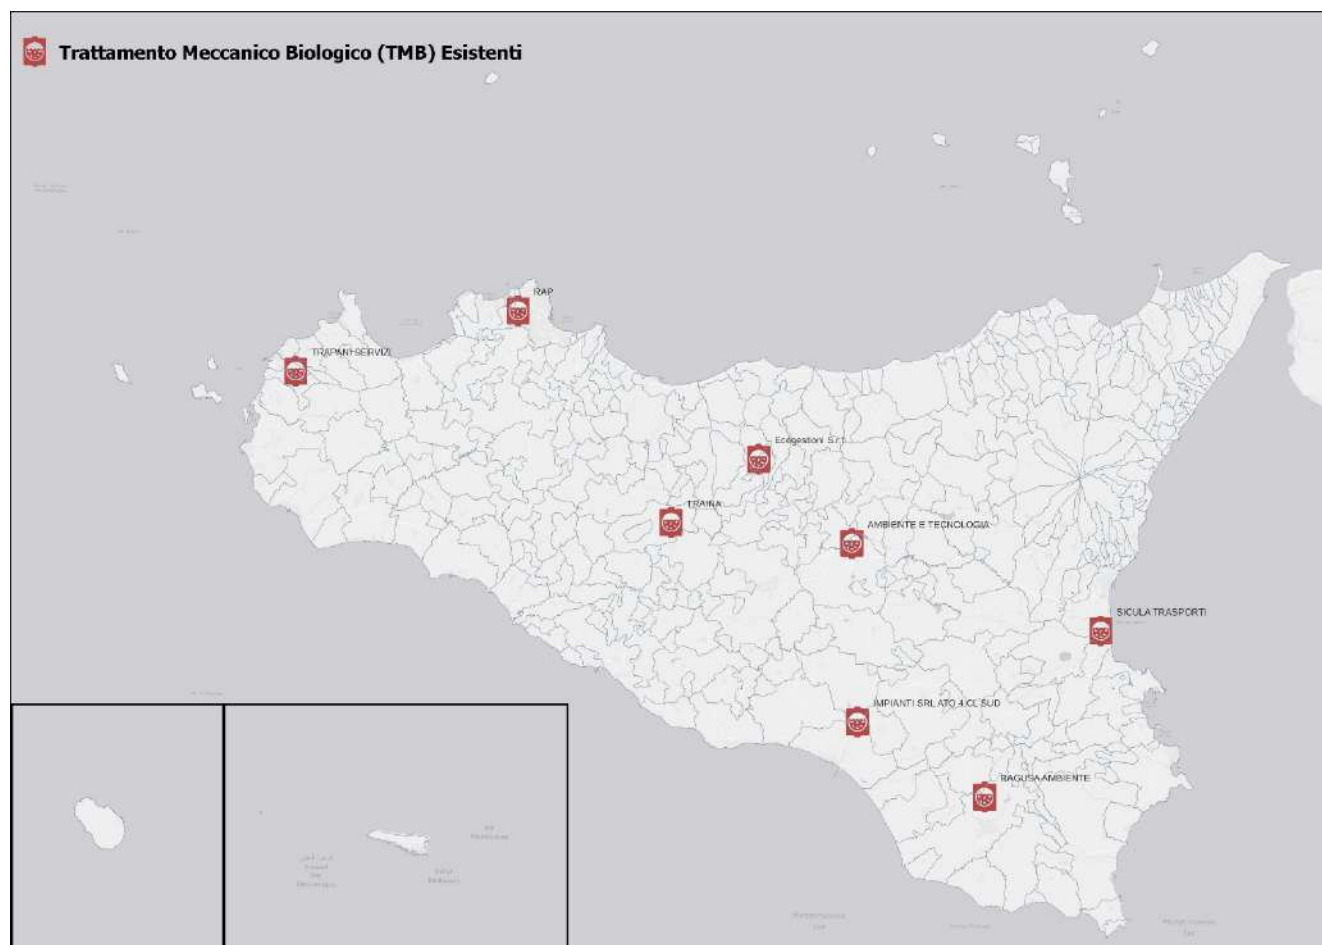 Trattamento Meccanico Biologico (TMB) Esistenti
RAP
TRAPANI SERVIZI
Ecogestioni S.r.l.
TRAINA
AMBIENTE E TECNOLOGIA
SICULA TRASPORTI
IMPIANTI SRL ATO 4 CL SUD
RAGUSA AMBIENTE